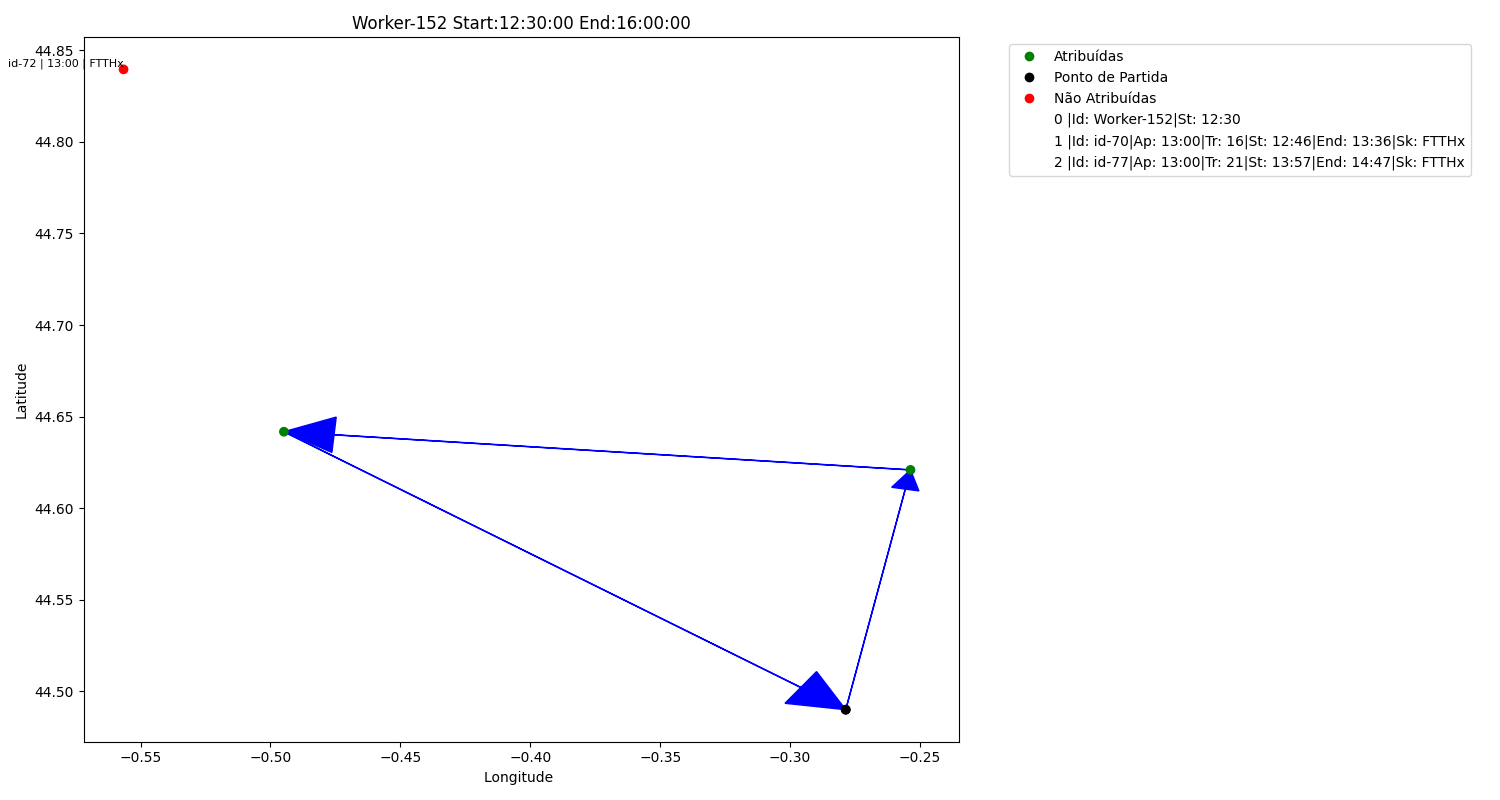 Worker-152 Start:12:30:00 End:16:00:00
44.85
id-72 | 13:00 | FTTHx
44.80
44.75
44.70
44.65
44.60
44.55
44.50
Latitude
−0.55
−0.50
−0.45
−0.40
−0.35
−0.30
−0.25
Longitude
Atribuídas
Ponto de Partida
Não Atribuídas
0 |Id: Worker-152|St: 12:30
1 |Id: id-70|Ap: 13:00|Tr: 16|St: 12:46|End: 13:36|Sk: FTTHx
2 |Id: id-77|Ap: 13:00|Tr: 21|St: 13:57|End: 14:47|Sk: FTTHx